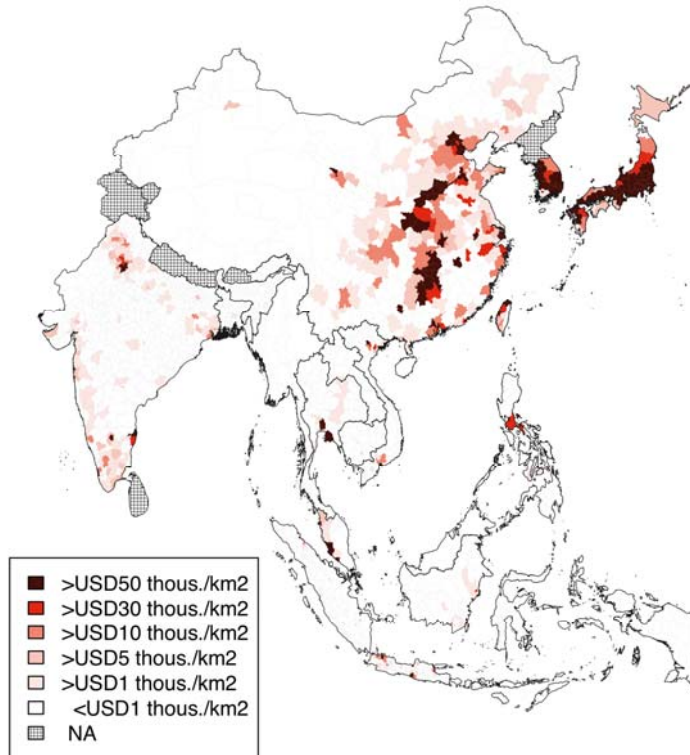 >USD50 thous./km2
>USD30 thous./km2
>USD10 thous./km2
>USD5 thous./km2
>USD1 thous./km2
<USD1 thous./km2
NA